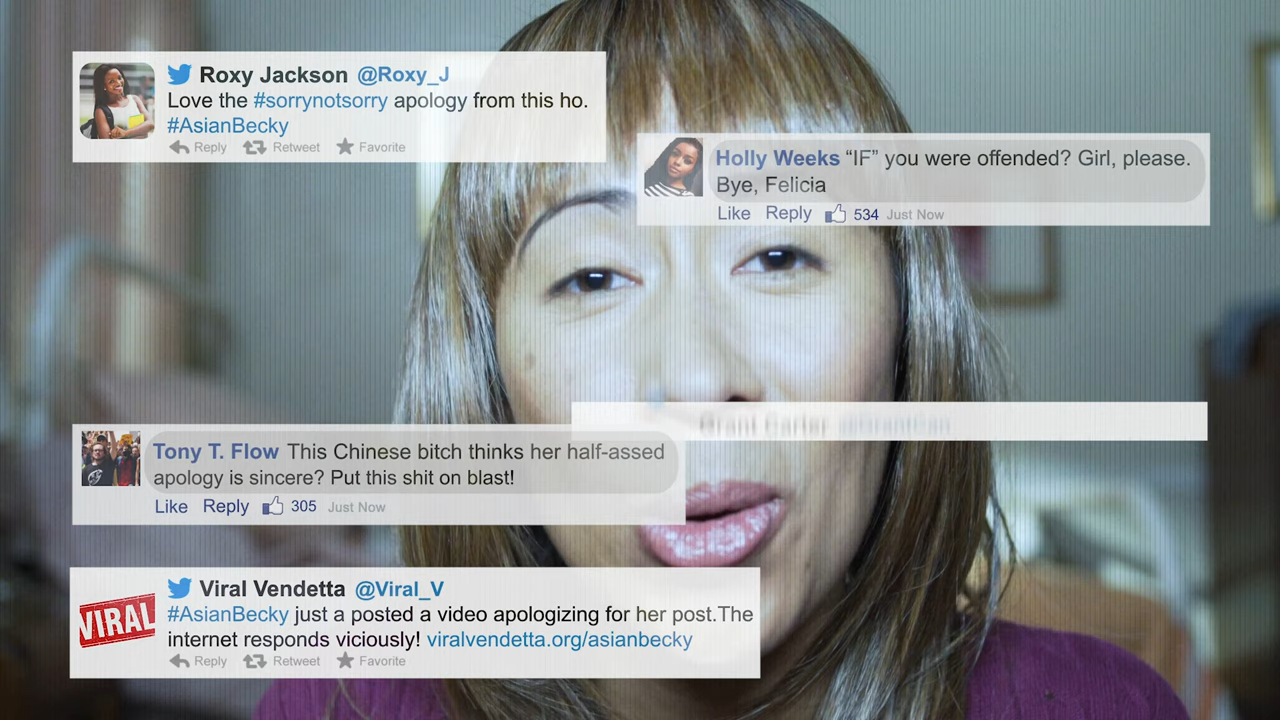 Roxy Jackson @Roxy_J
Love the #sorrynotsorry apology from this ho.
#AsianBecky
Reply Retweet Favorite
Holly Weeks “IF” you were offended? Girl, please.
Bye, Felicia
Like Reply 534 Just Now
Tony T. Flow This Chinese bitch thinks her half-assed
apology is sincere? Put this shit on blast!
Like Reply 305 Just Now
VIRAL
Viral Vendetta @Viral_V
#AsianBecky just a posted a video apologizing for her post.The
internet responds viciously! viralvendetta.org/asianbecky
Reply Retweet Favorite